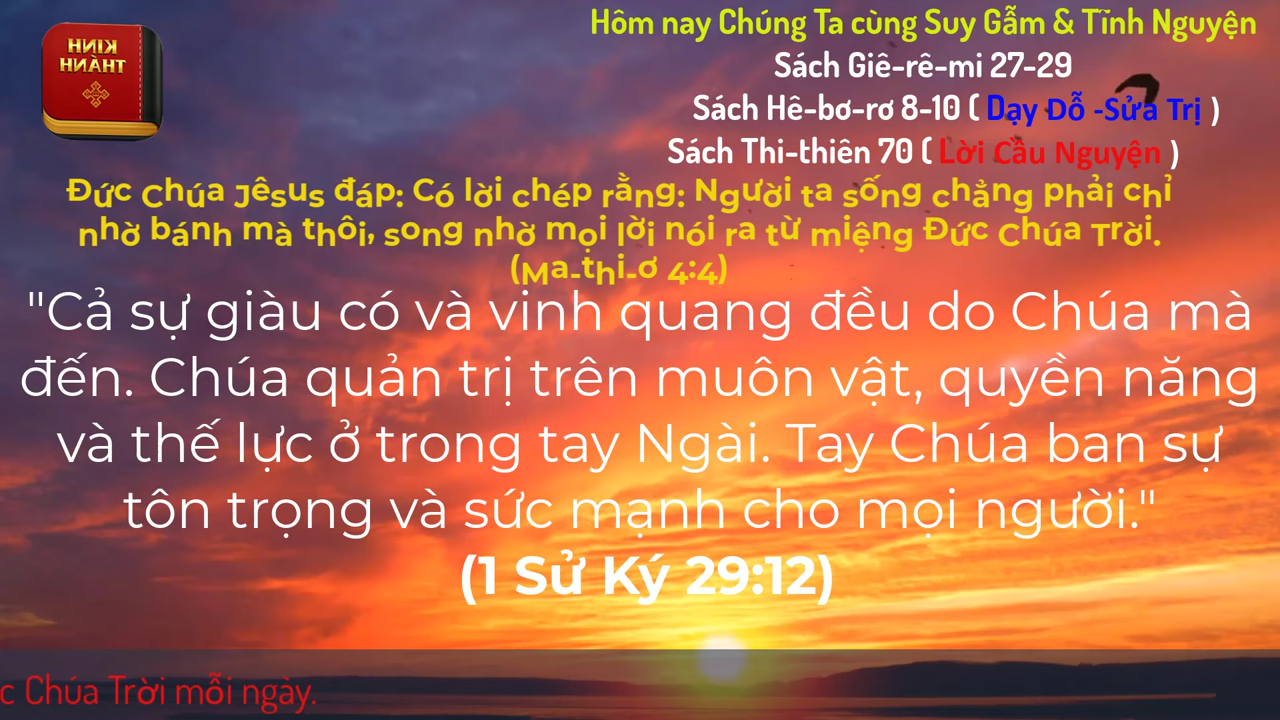 KINH
THÀNH
Hôm nay Chúng Ta cùng Suy Gẫm & Tĩnh Nguyện
Sách Giê-rê-mi 27-29
Sách Hê-bơ-rơ 8-10 ( Dạy Đỗ -Sửa Trị )
Sách Thi-thiên 70 ( Lời Cầu Nguyện )
Đức Chúa Jêsus đáp: Có lời chép rằng: Người ta sống chẳng phải chỉ
nhờ bánh mà thôi, song nhờ mọi lời nói ra từ miệng Đức Chúa Trời.
(Ma-thi-ơ 4:4)
"Cả sự giàu có và vinh quang đều do Chúa mà
đến. Chúa quản trị trên muôn vật, quyền năng
và thế lực ở trong tay Ngài. Tay Chúa ban sự
tôn trọng và sức mạnh cho mọi người."
(1 Sử Ký 29:12)
c Chúa Trời mỗi ngày.